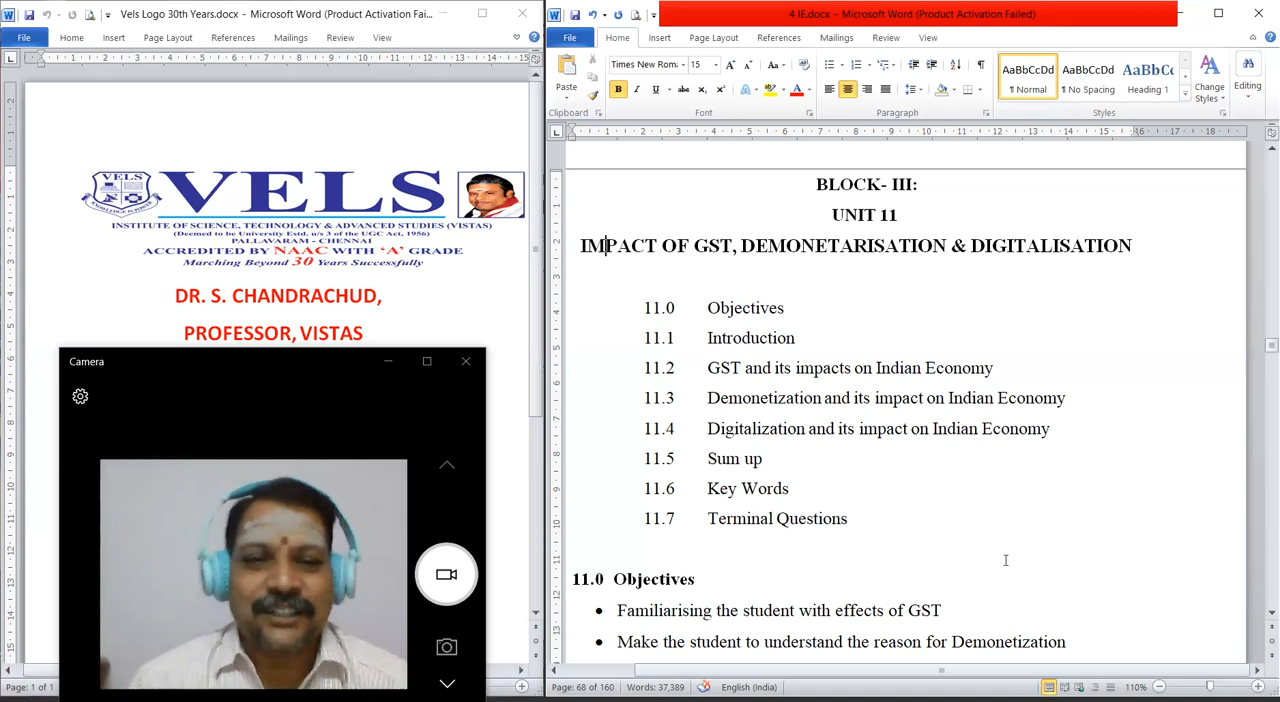 Vels Logo 30th Years.docx - Microsoft Word (Product Activation Fai...
File Home Insert Page Layout References Mailings Review View
VELS
VELS
INSTITUTE OF SCIENCE, TECHNOLOGY & ADVANCED STUDIES (VISTAS)
(Deemed to be University Estd. u/s 3 of the UGC Act, 1956)
PALLAVARAM - CHENNAI
ACCREDITED BY NAAC WITH 'A' GRADE
Marching Beyond 30 Years Successfully
DR. S. CHANDRACHUD,
PROFESSOR, VISTAS
Camera
Page: 1 of 1
4 IE.docx - Microsoft Word (Product Activation Failed)
File Home Insert Page Layout References Mailings Review View
Paste
Clipboard
Times New Rom 15
Font
Paragraph
AaBbCcDd AaBbCcDd AaBbCc
¶ Normal ¶ No Spacing Heading 1
Styles
Change Styles
Editing
BLOCK- III:
UNIT 11
IMPACT OF GST, DEMONETARISATION & DIGITALISATION
11.0 Objectives
11.1 Introduction
11.2 GST and its impacts on Indian Economy
11.3 Demonetization and its impact on Indian Economy
11.4 Digitalization and its impact on Indian Economy
11.5 Sum up
11.6 Key Words
11.7 Terminal Questions
11.0 Objectives
• Familiarising the student with effects of GST
• Make the student to understand the reason for Demonetization
Page: 68 of 160 Words: 37,389 English (India) 110%